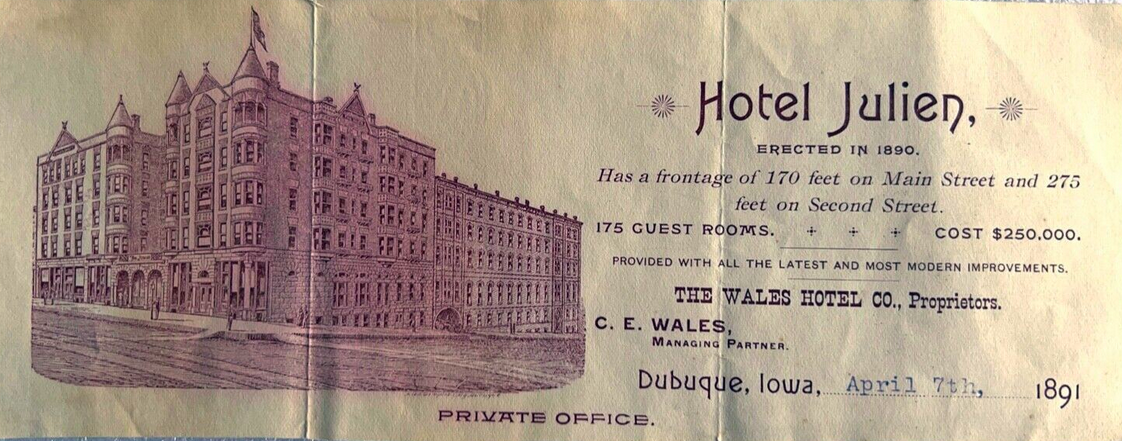 Hotel Julien,
ERECTED IN 1890.
Has a frontage of 170 feet on Main Street and 275
feet on Second Street.
175 GUEST ROOMS. + + + COST $250,000.
PROVIDED WITH ALL THE LATEST AND MOST MODERN IMPROVEMENTS.
THE WALES HOTEL CO., Proprietors.
C. E. WALES,
MANAGING PARTNER.
Dubuque, Iowa, April 7th, 1891
PRIVATE OFFICE.